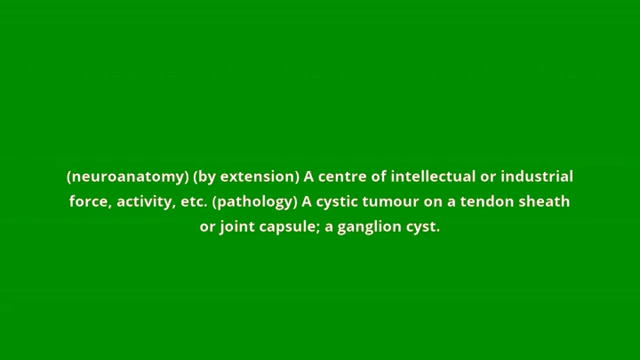 (neuroanatomy) (by extension) A centre of intellectual or industrial
force, activity, etc. (pathology) A cystic tumour on a tendon sheath
or joint capsule; a ganglion cyst.